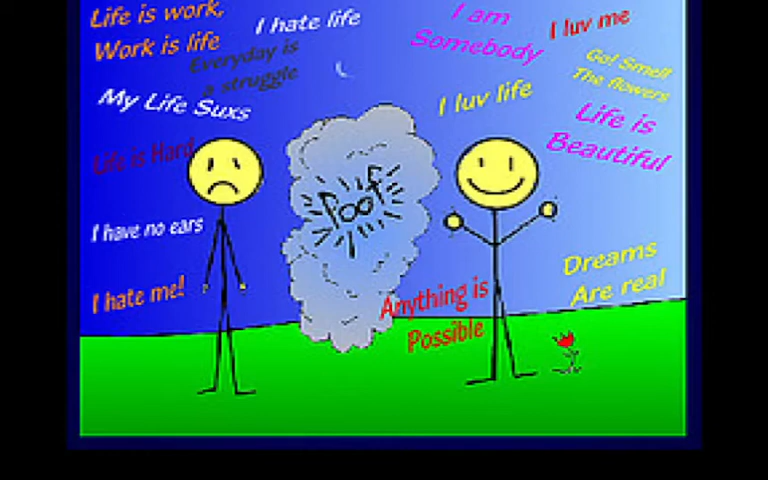 Life is work,
Work is life
I hate life
Everyday is
a struggle
My Life Suxs
Life is Hard
I have no ears
I hate me!
Poof
I am
Somebody
I luv me
Go! Smell
The flowers
I luv life
Life is
Beautiful
Dreams
Are real
Anything is
Possible